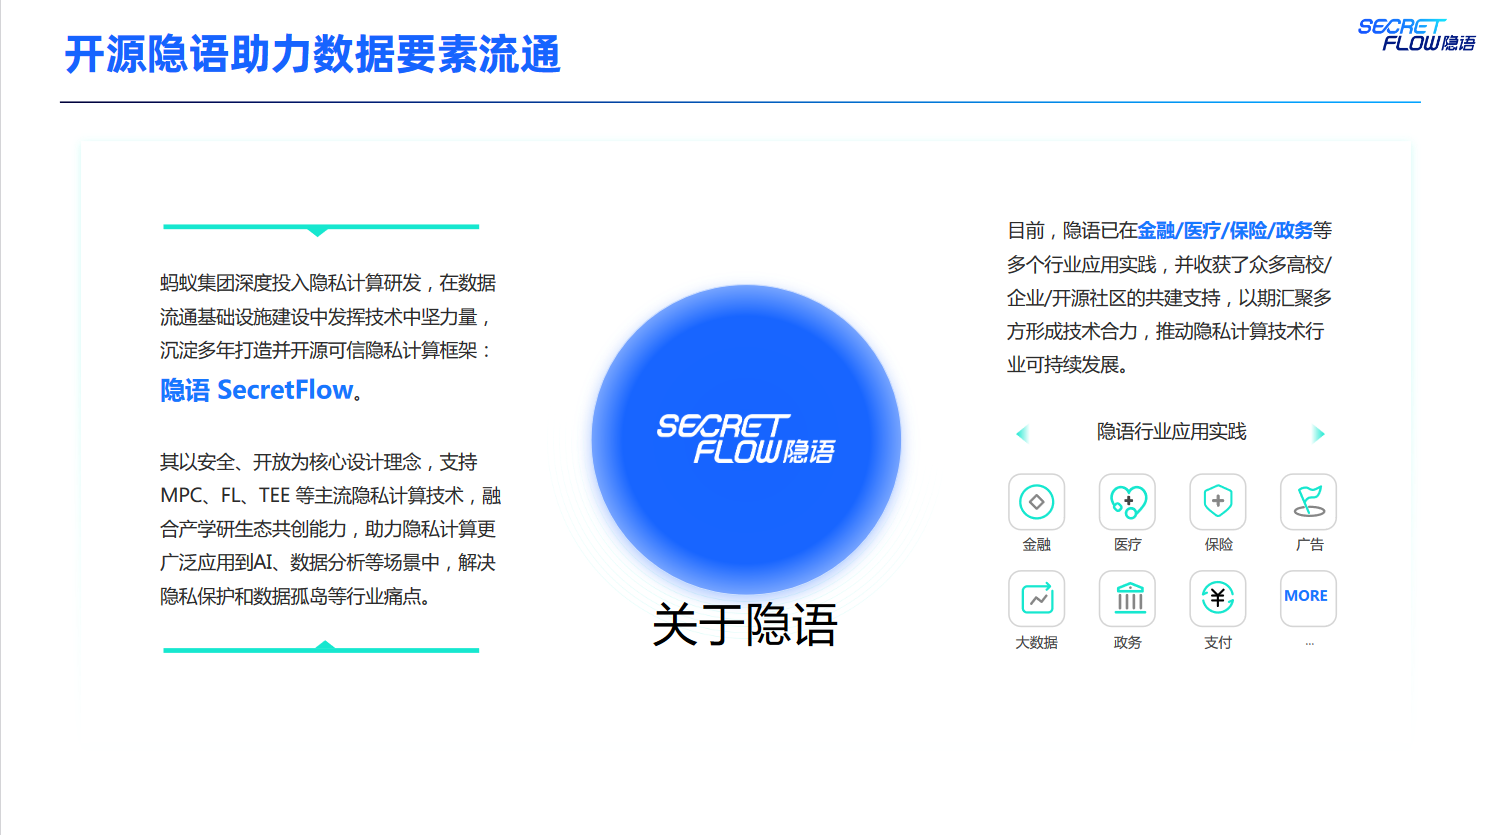 开源隐语助力数据要素流通
SECRET
FLOW隐语
蚂蚁集团深度投入隐私计算研发，在数据
流通基础设施建设中发挥技术中坚力量，
沉淀多年打造并开源可信隐私计算框架：
隐语 SecretFlow。
其以安全、开放为核心设计理念，支持
MPC、FL、TEE 等主流隐私计算技术，融
合产学研生态共创能力，助力隐私计算更
广泛应用到AI、数据分析等场景中，解决
隐私保护和数据孤岛等行业痛点。
SECRET
FLOW隐语
关于隐语
目前，隐语已在金融/医疗/保险/政务等
多个行业应用实践，并收获了众多高校/
企业/开源社区的共建支持，以期汇聚多
方形成技术合力，推动隐私计算技术行
业可持续发展。
隐语行业应用实践
金融
医疗
保险
广告
MORE
大数据
政务
支付
...